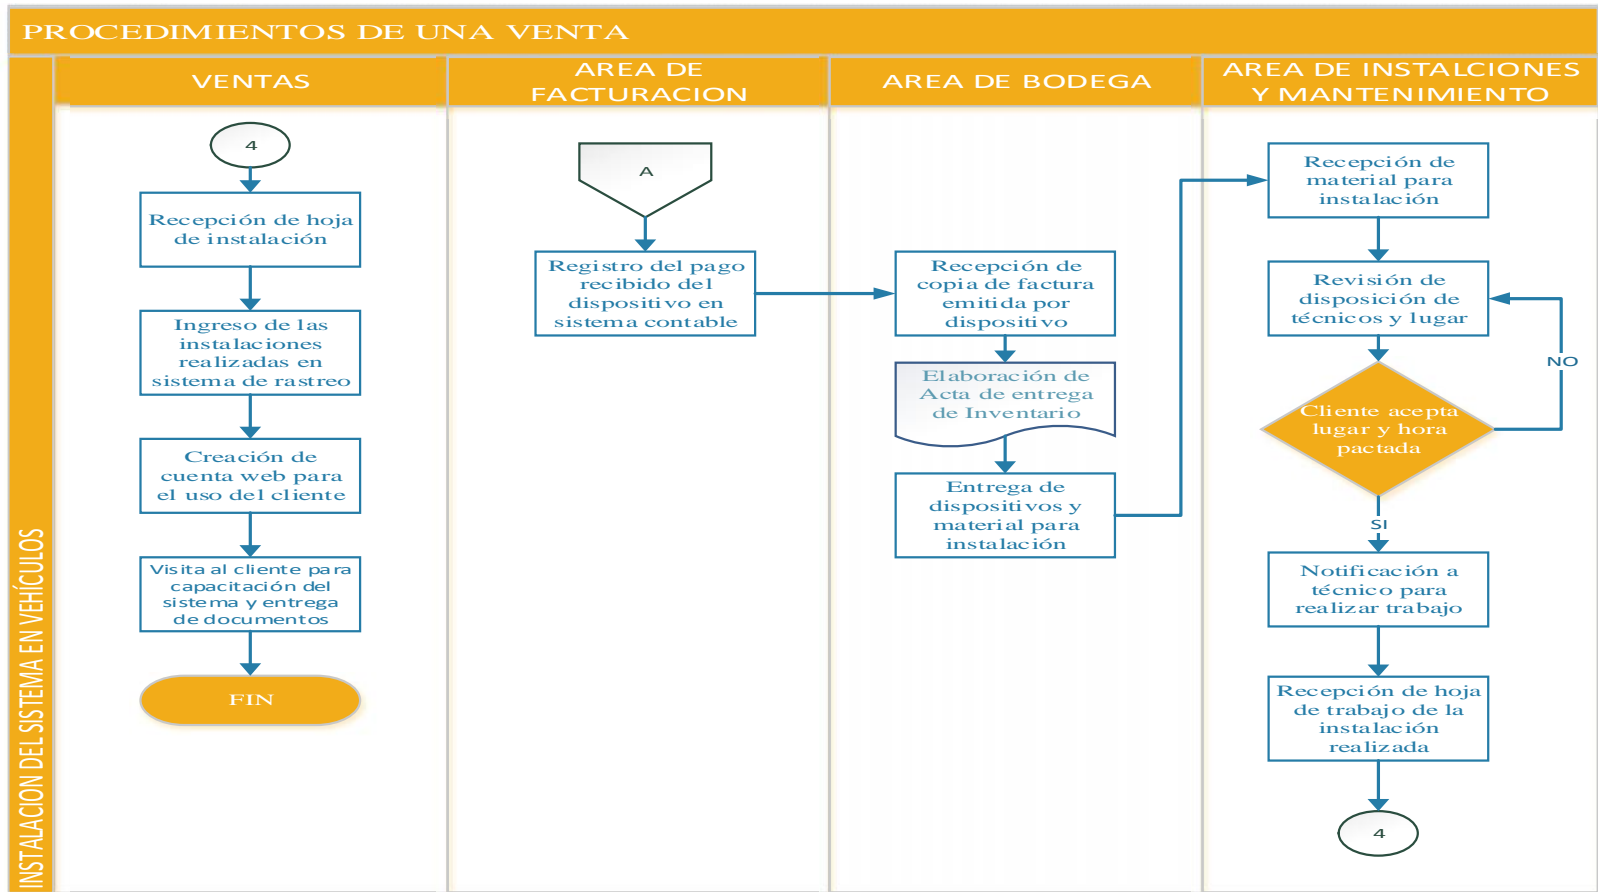 PROCEDIMIENTOS DE UNA VENTA
INSTALACION DEL SISTEMA EN VEHÍCULOS
VENTAS
4
Recepción de hoja
de instalación
Ingreso de las
instalaciones
realizadas en
sistema de rastreo
Creación de
cuenta web para
el uso del cliente
Visita al cliente para
capacitación del
sistema y entrega
de documentos
FIN
AREA DE
FACTURACION
A
Registro del pago
recibido del
dispositivo en
sistema contable
AREA DE BODEGA
Recepción de
copia de factura
emitida por
dispositivo
Elaboración de
Acta de entrega
de Inventario
Entrega de
dispositivos y
material para
instalación
AREA DE INSTALCIONES
Y MANTENIMIENTO
Recepción de
material para
instalación
Revisión de
disposición de
técnicos y lugar
NO
Cliente acepta
lugar y hora
pactada
SI
Notificación a
técnico para
realizar trabajo
Recepción de hoja
de trabajo de la
instalación
realizada
4